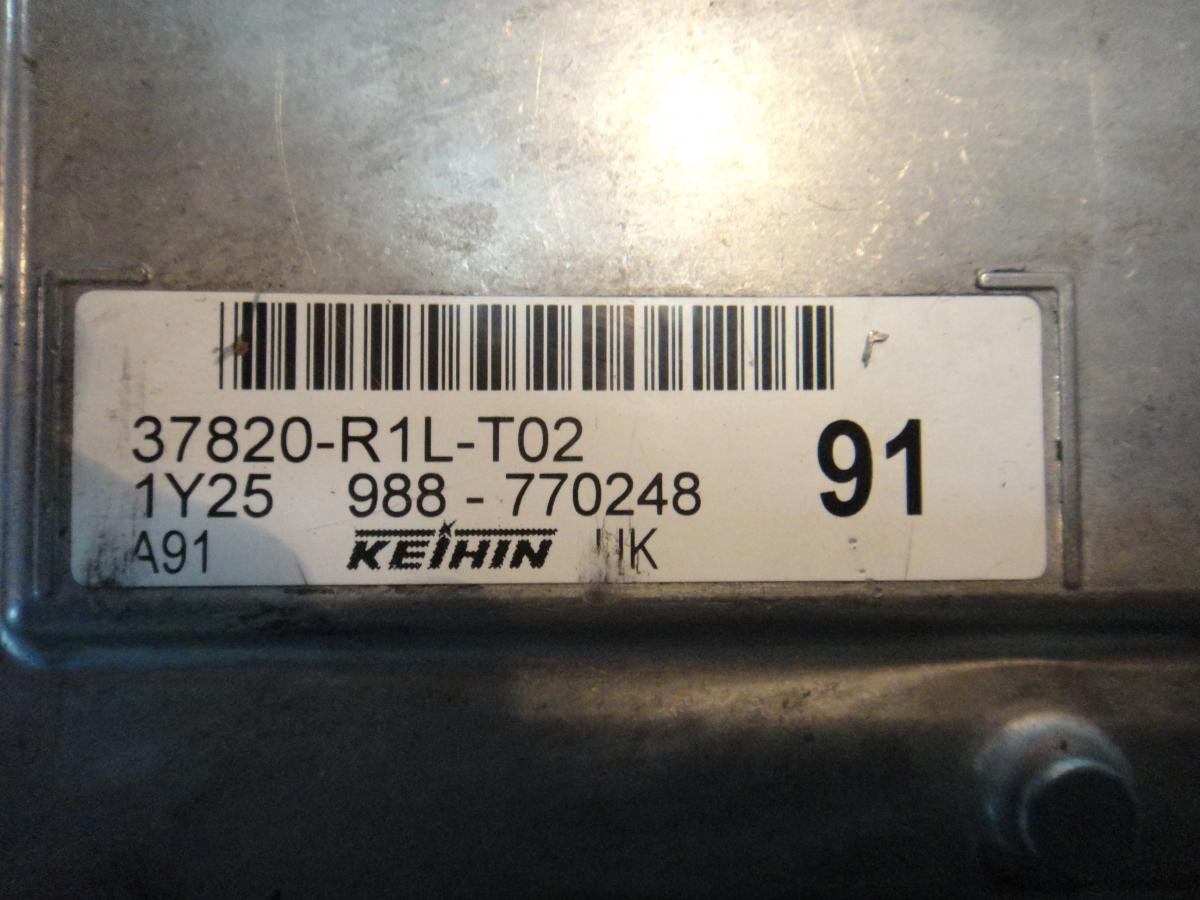 37820-R1L-T02
91
1Y25 988 - 770248
A91 KEIHIN UK